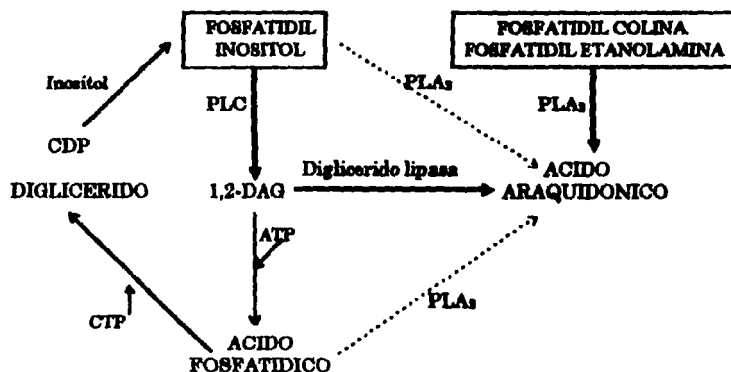 FOSFATIDIL
INOSITOL
FOSFATIDIL COLINA
FOSFATIDIL ETANOLAMINA
Inositol
PLC
PLA₂
PLA₂
CDP
DIGLICERIDO
1,2-DAG
Diglicerido lipasa
ACIDO
ARAQUIDONICO
ATP
PLA₂
CTP
ACIDO
FOSFATIDICO